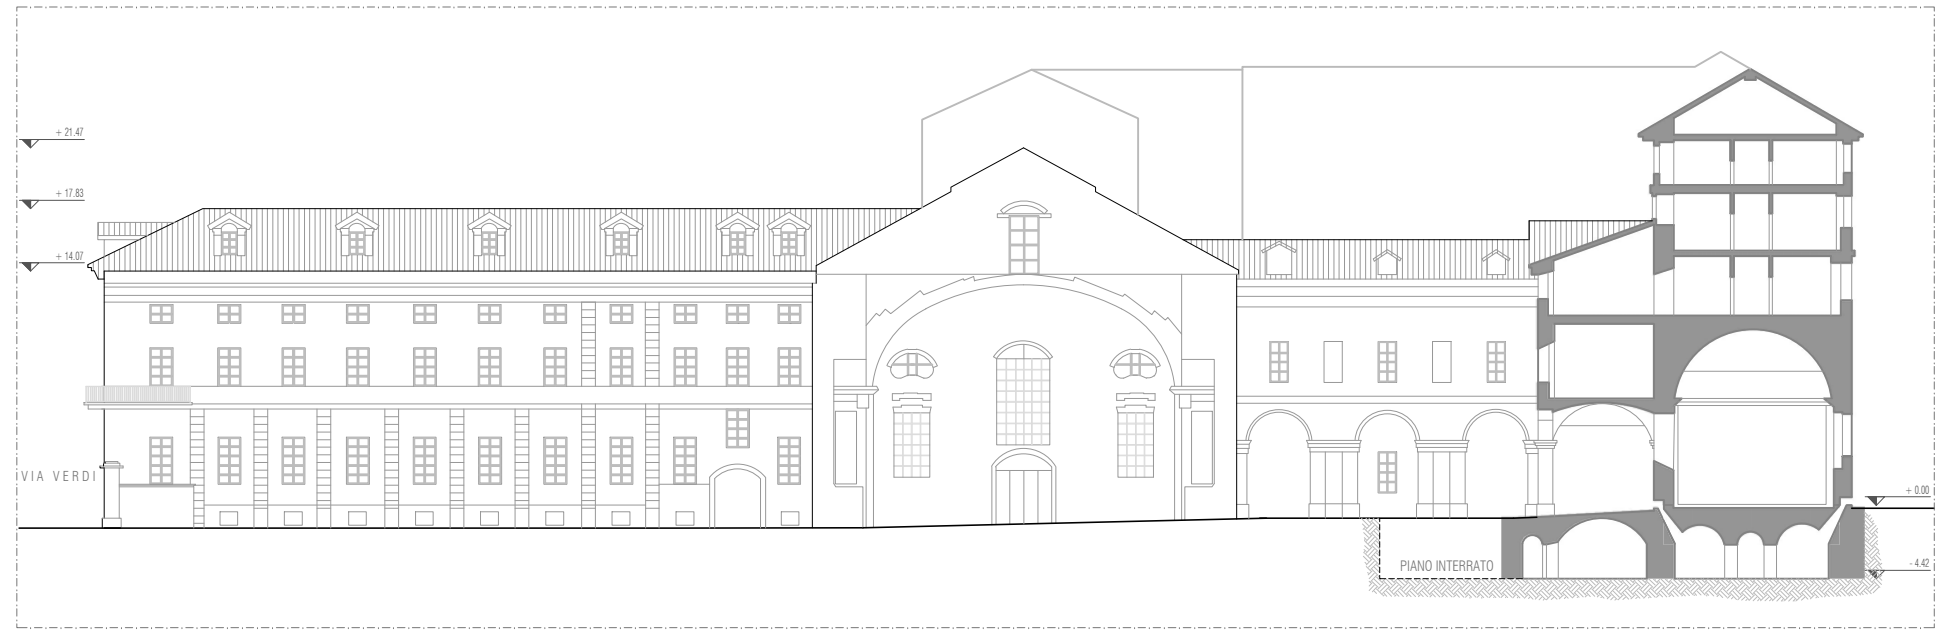 + 21.47
+ 17.83
+ 14.07
VIA VERDI
+ 0.00
PIANO INTERRATO
- 4.42